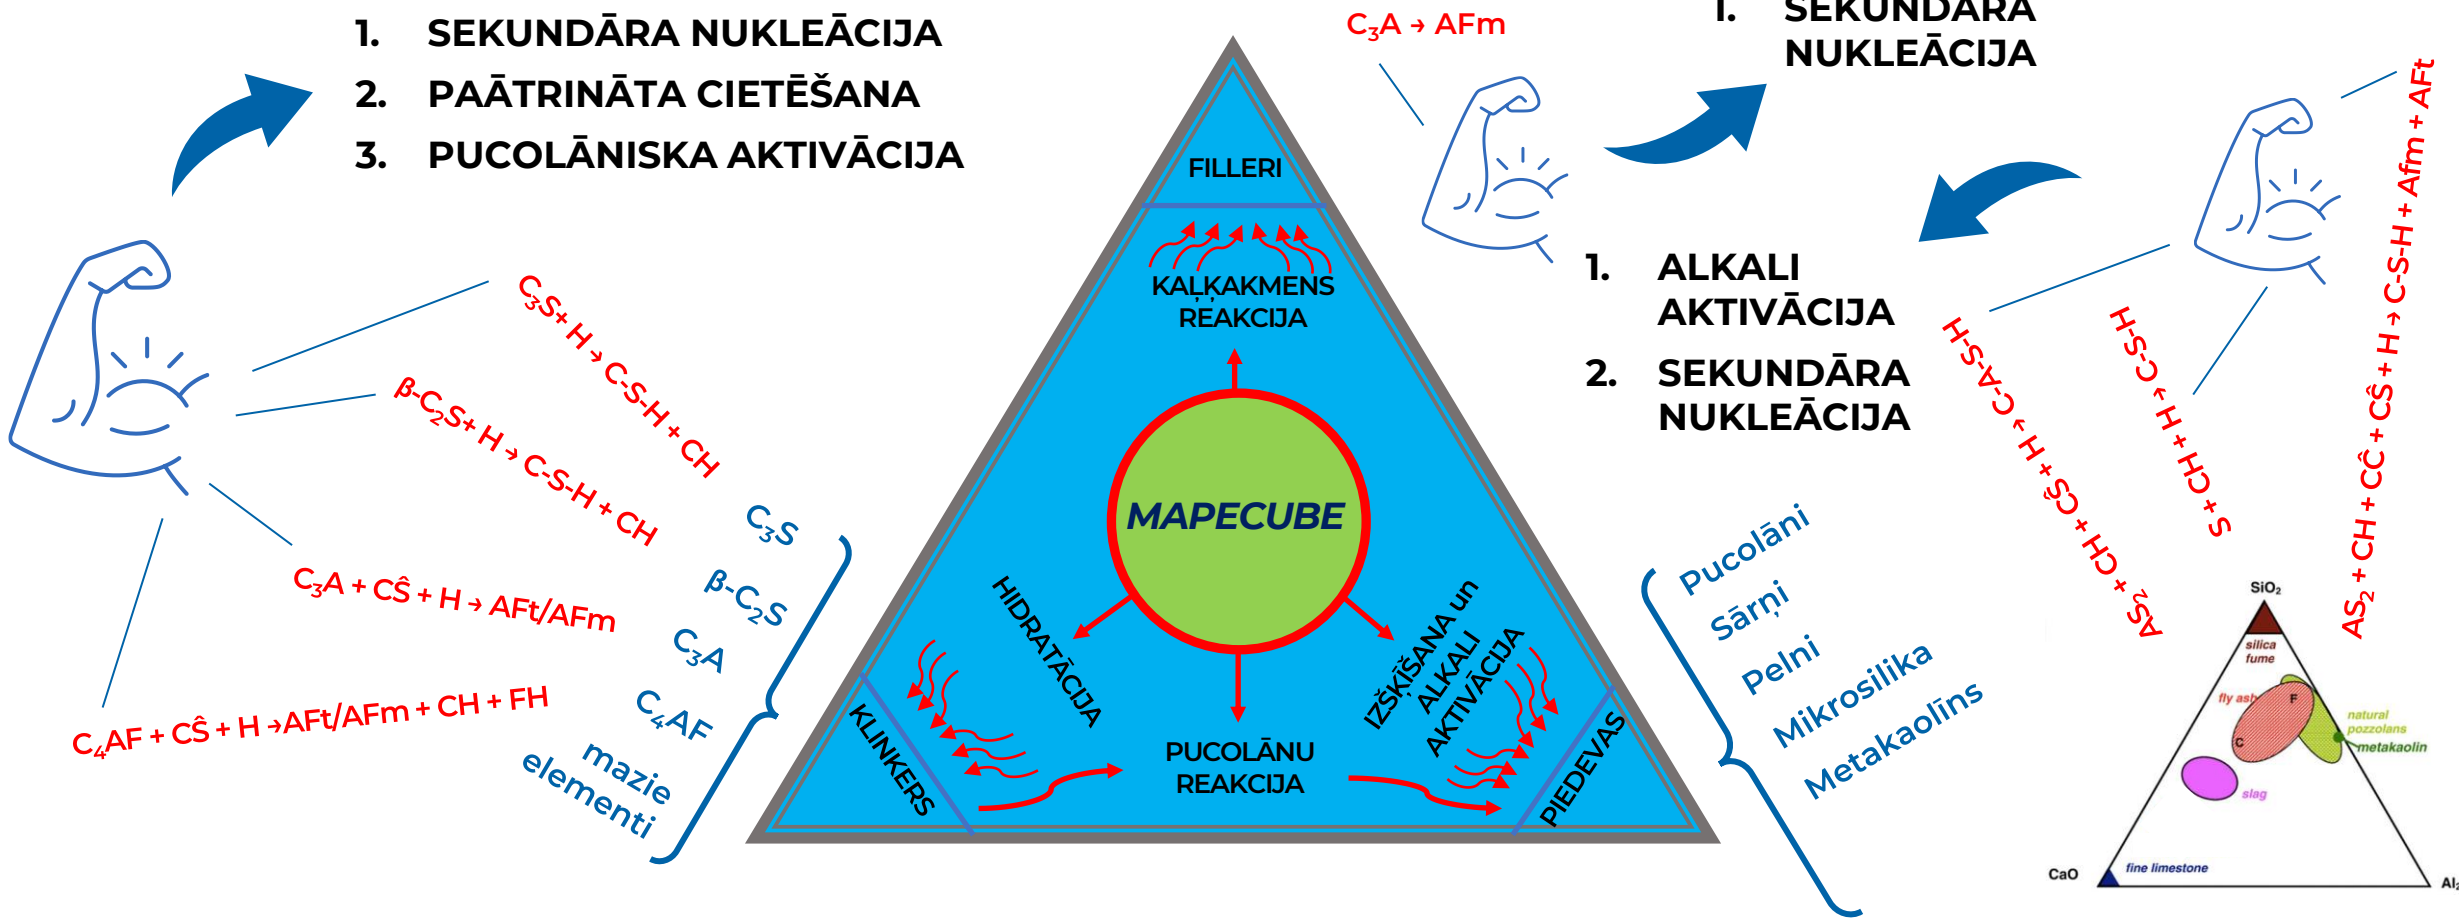 1. SEKUNDĀRA NUKLEĀCIJA
2. PAĀTRINĀTA CIETĒŠANA
3. PUCOLĀNISKA AKTIVĀCIJA
C₃A → AFm
1. SEKUNDĀRA
NUKLEĀCIJA
1. ALKALI
AKTIVĀCIJA
2. SEKUNDĀRA
NUKLEĀCIJA
C₃S+ H → C-S-H + CH
β-C₂S+ H → C-S-H + CH
C₃A + CŜ + H → AFt/AFm
C₄AF + CŜ + H →AFt/AFm + CH + FH
C₃S
β-C₂S
C₃A
C₄AF
mazie
elementi
FILLERI
KAĻĶAKMENS
REAKCIJA
MAPECUBE
HIDRATĀCIJA
KLINKERS
PUCOLĀNU
REAKCIJA
IZŠĶĪŠANA un
ALKALI
AKTIVĀCIJA
PIEDEVAS
Pucolāni
Sārņi
Pelni
Mikrosilika
Metakaolīns
AS₂ + CH + CŜ + H → C-A-S-H
S + CH + H → C-S-H
AS₂ + CH + CĈ + CŜ + H → C-S-H + Afm + AFt
SiO₂
silica
fume
fly ash
F
C
natural
pozzolans
metakaolin
slag
fine limestone
CaO
Al₂